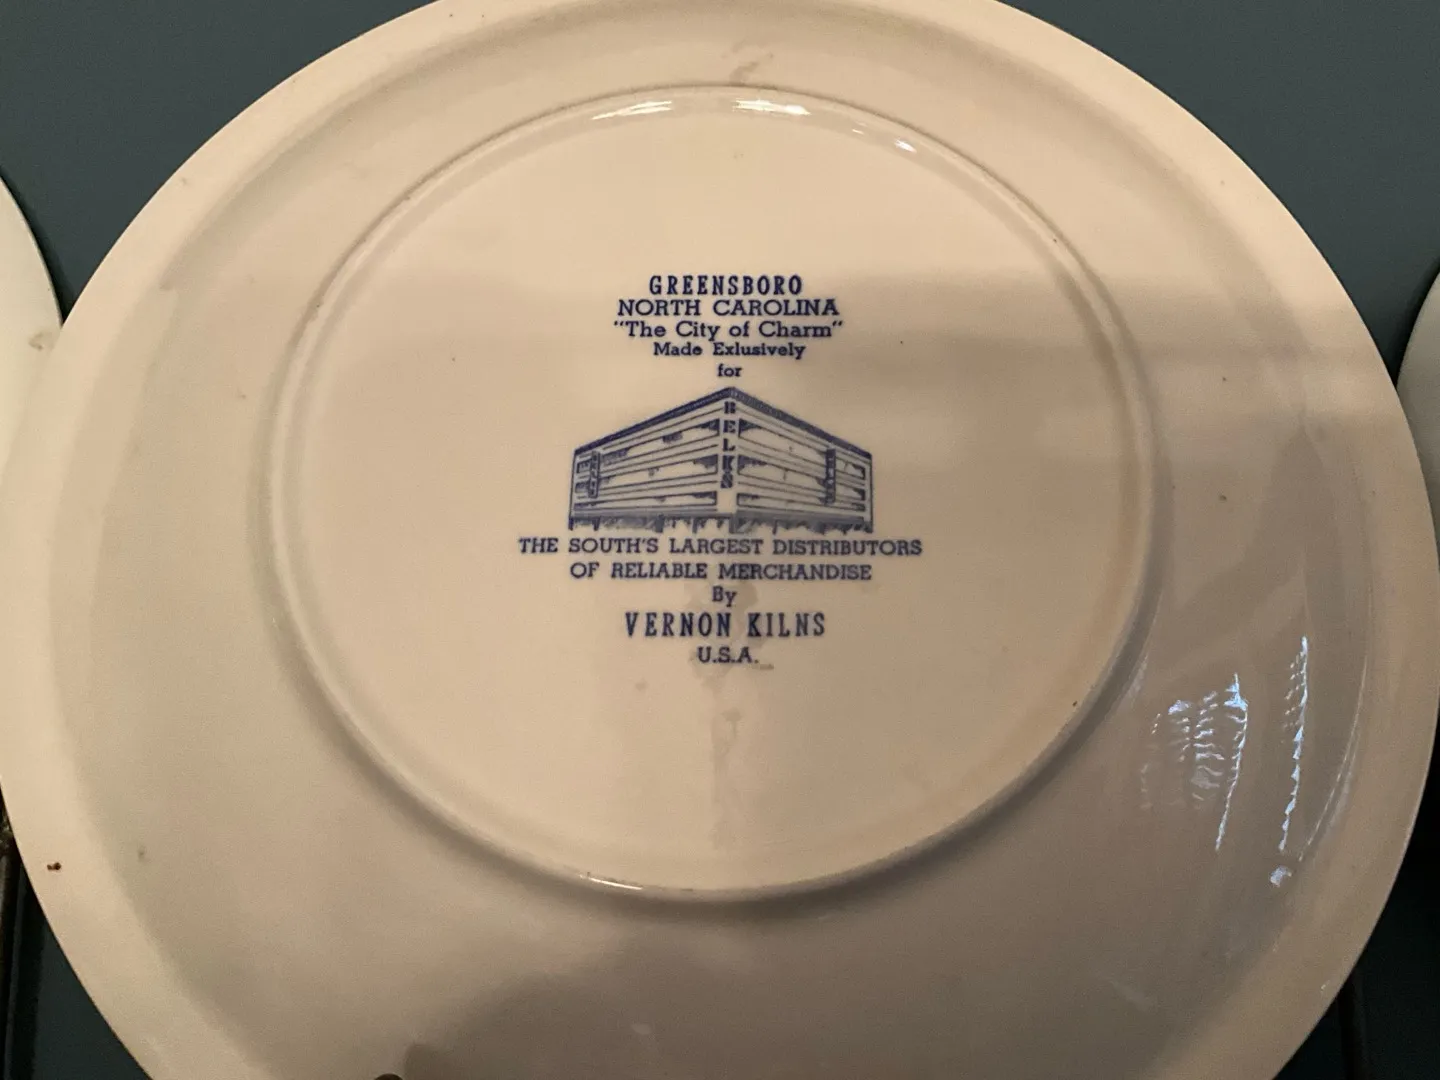 GREENSBORO
NORTH CAROLINA
"The City of Charm"
Made Exlusively
for
BELKS
THE SOUTH'S LARGEST DISTRIBUTORS
OF RELIABLE MERCHANDISE
By
VERNON KILNS
U.S.A.